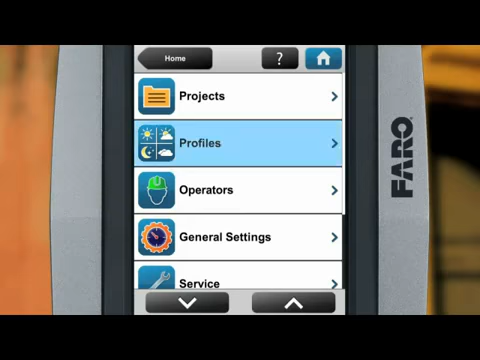 Home
?
Projects
Profiles
Operators
General Settings
Service
FARO